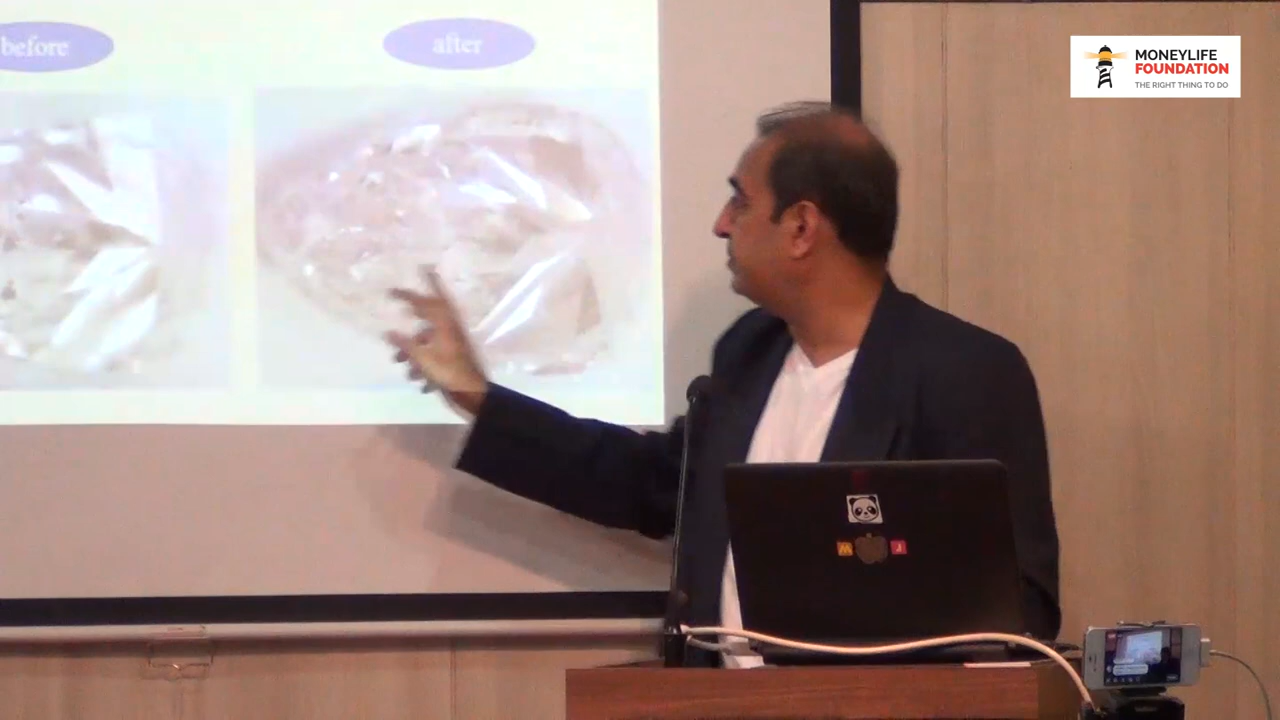 before
after
MONEYLIFE
FOUNDATION
THE RIGHT THING TO DO
W
J